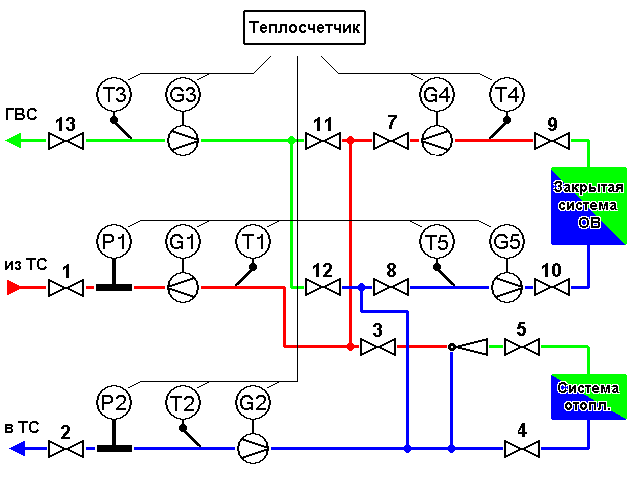 Теплосчетчик
T3 G3 G4 T4
ГВС 13 11 7 9
Закрытая
система
ОВ
P1 G1 T1 T5 G5
из ТС 1 12 8 10
3 5
P2 T2 G2
Система
отопл.
в ТС 2 4